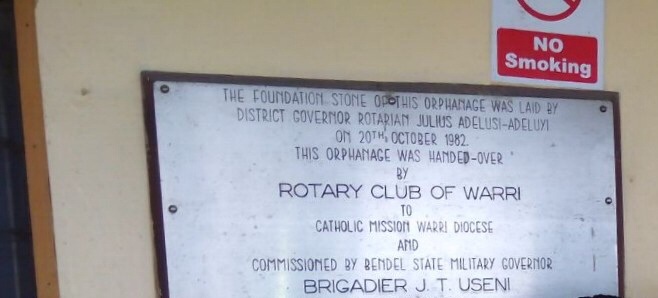 NO
Smoking
THE FOUNDATION STONE OF THIS ORPHANAGE WAS LAID BY
DISTRICT GOVERNOR ROTARIAN JULIUS ADELUSI-ADELUYI
ON 20TH, OCTOBER 1982.
THIS ORPHANAGE WAS HANDED-OVER
BY
ROTARY CLUB OF WARRI
TO
CATHOLIC MISSION WARRI DIOCESE
AND
COMMISSIONED BY BENDEL STATE MILITARY GOVERNOR
BRIGADIER J. T. USENI